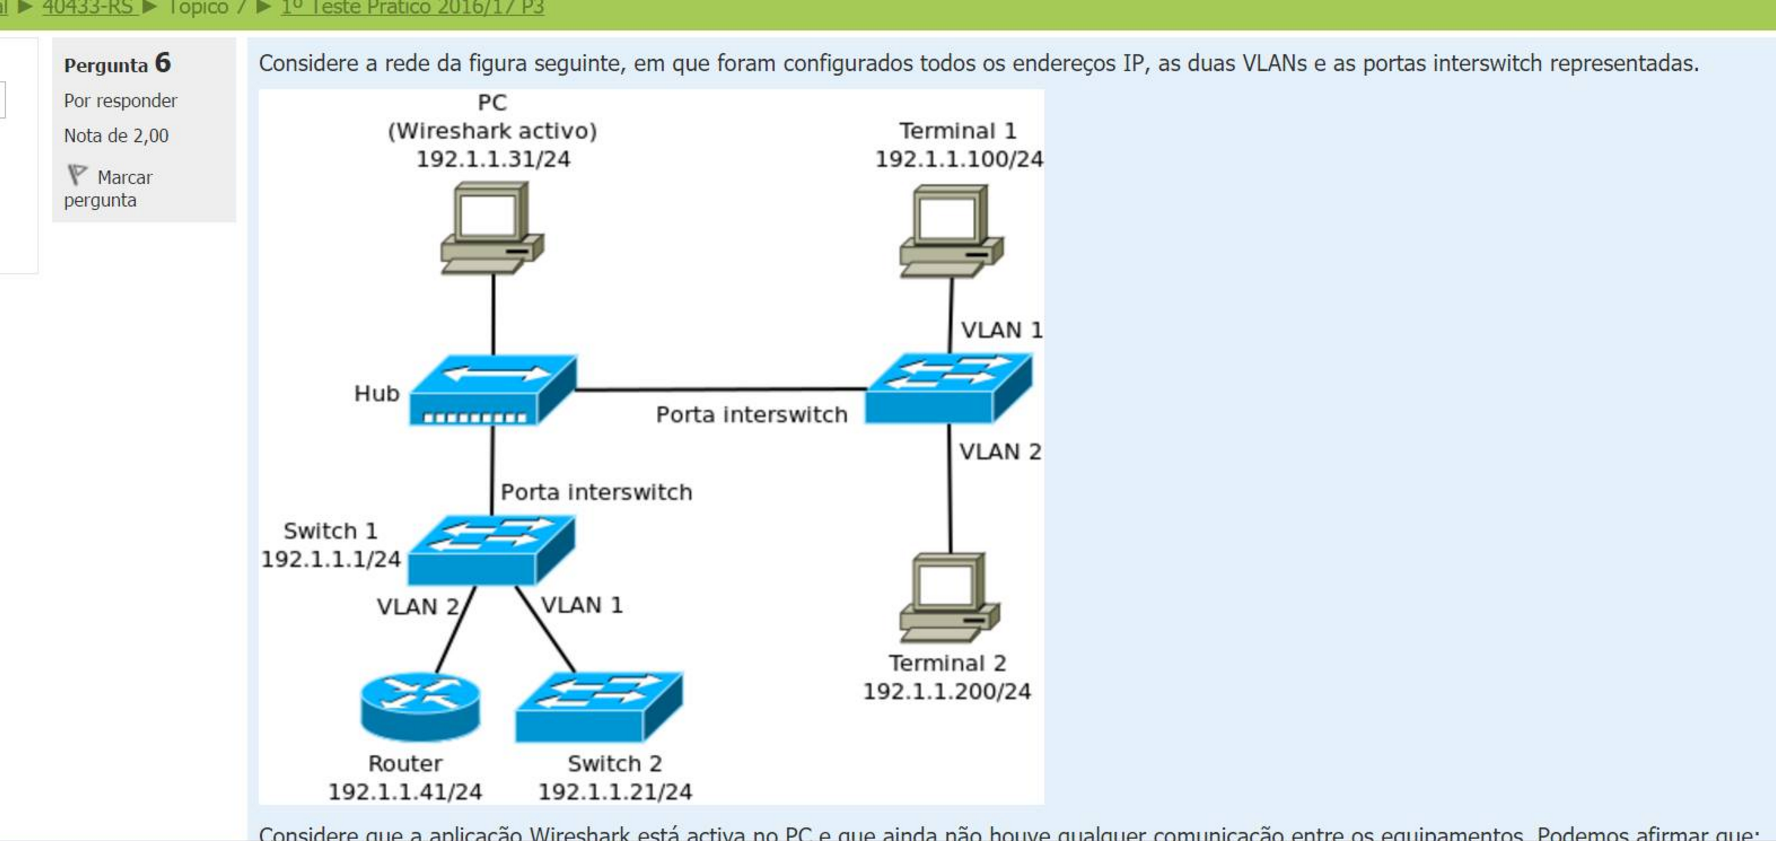 al ▶ 40433-RS ▶ Tópico 7 ▶ 1º Teste Prático 2016/17 P3
Pergunta 6
Por responder
Nota de 2,00
Marcar
pergunta
Considere a rede da figura seguinte, em que foram configurados todos os endereços IP, as duas VLANs e as portas interswitch representadas.
PC
(Wireshark activo)
192.1.1.31/24
Terminal 1
192.1.1.100/24
VLAN 1
Hub
Porta interswitch
VLAN 2
Porta interswitch
Switch 1
192.1.1.1/24
VLAN 2
VLAN 1
Terminal 2
192.1.1.200/24
Router
192.1.1.41/24
Switch 2
192.1.1.21/24
Considere que a aplicação Wireshark está activa no PC e que ainda não houve qualquer comunicação entre os equipamentos. Podemos afirmar que: